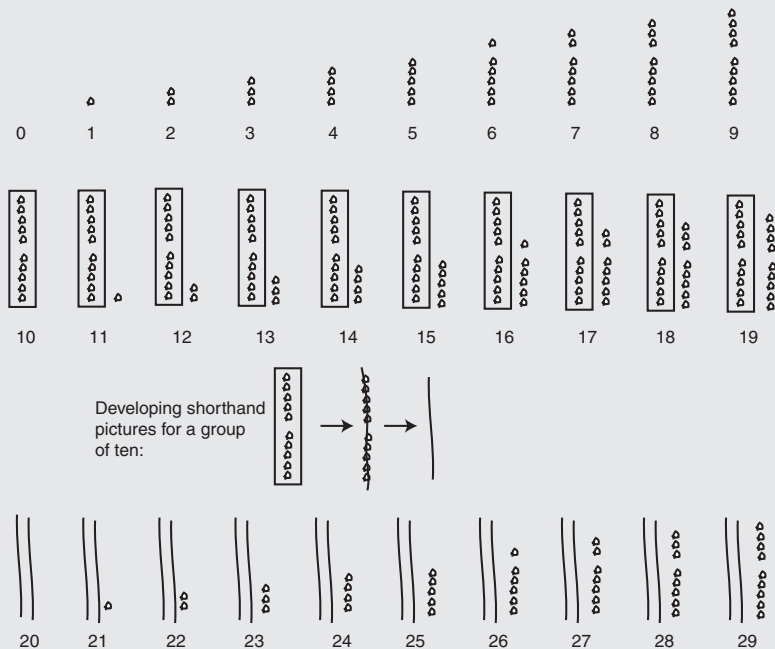 0 1 2 3 4 5 6 7 8 9
10 11 12 13 14 15 16 17 18 19
Developing shorthand
pictures for a group
of ten:
20 21 22 23 24 25 26 27 28 29